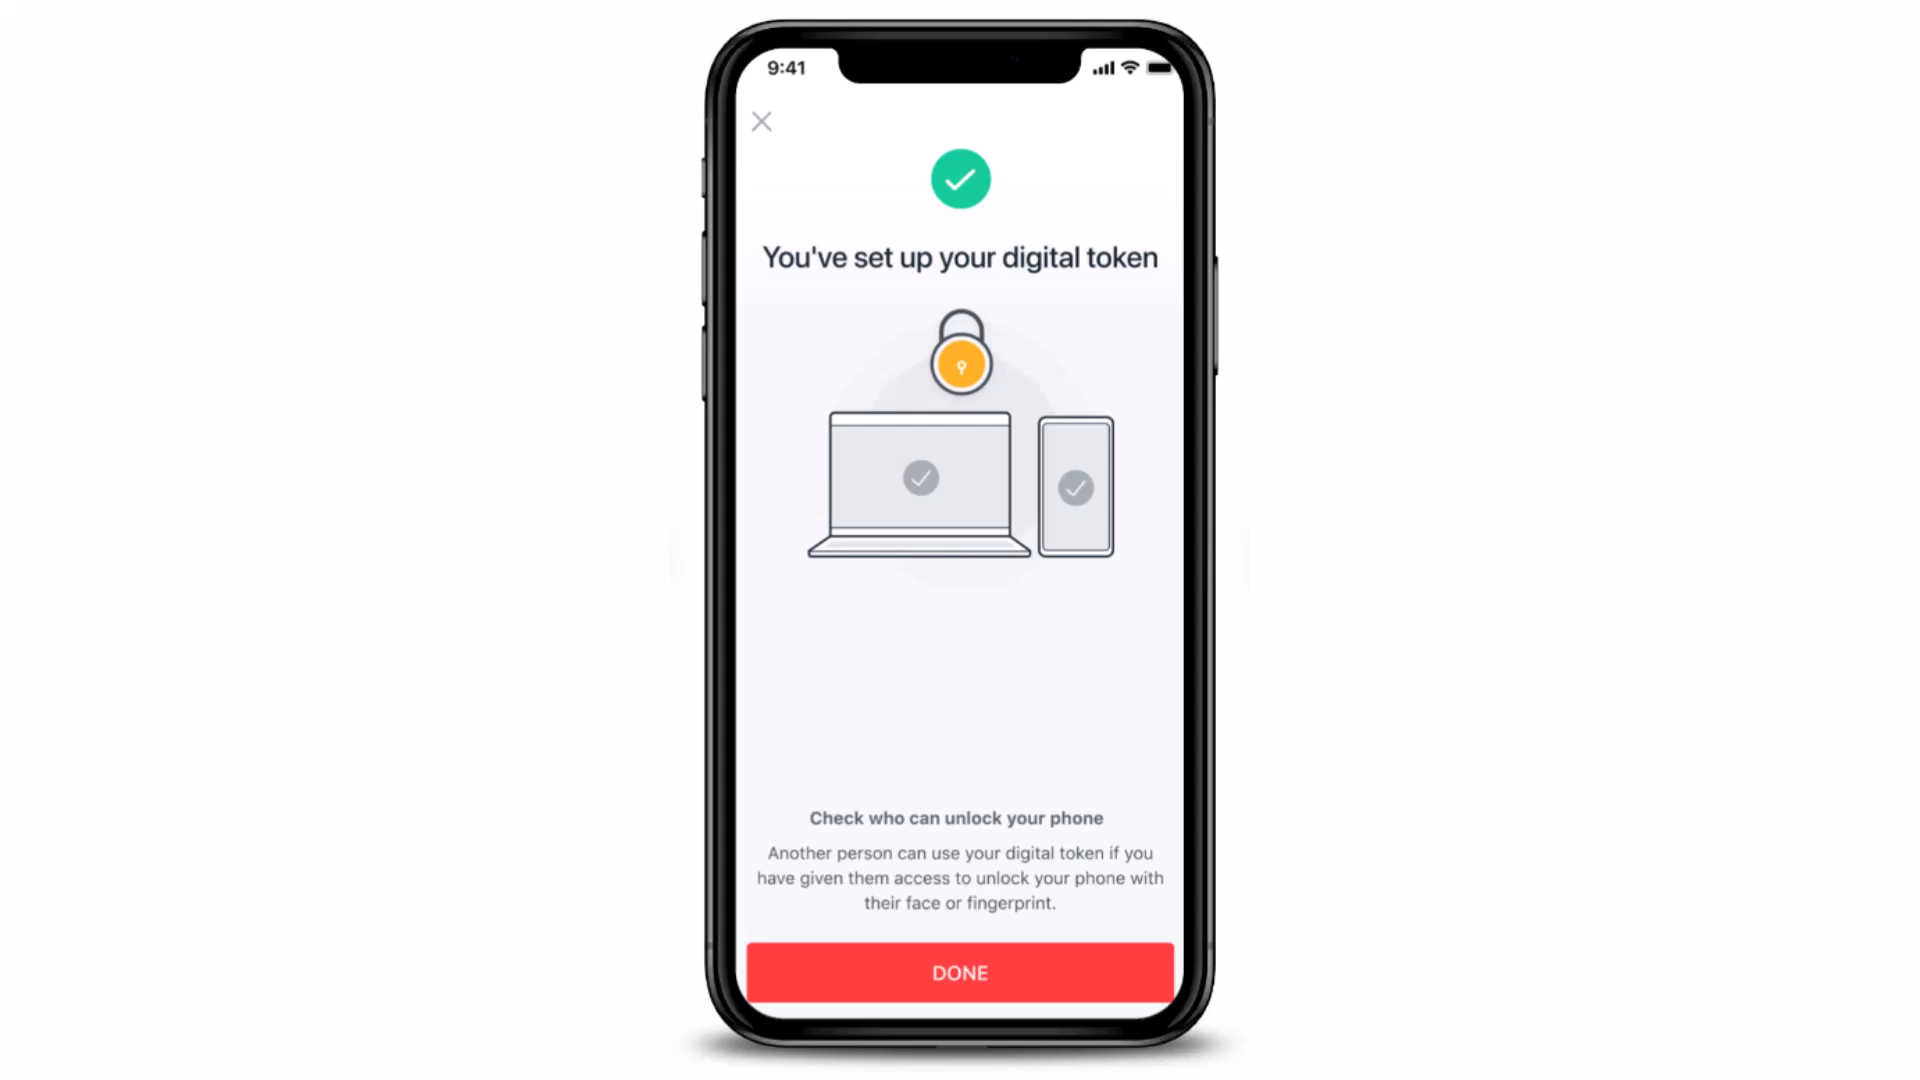 9:41
You've set up your digital token
Check who can unlock your phone
Another person can use your digital token if you
have given them access to unlock your phone with
their face or fingerprint.
DONE